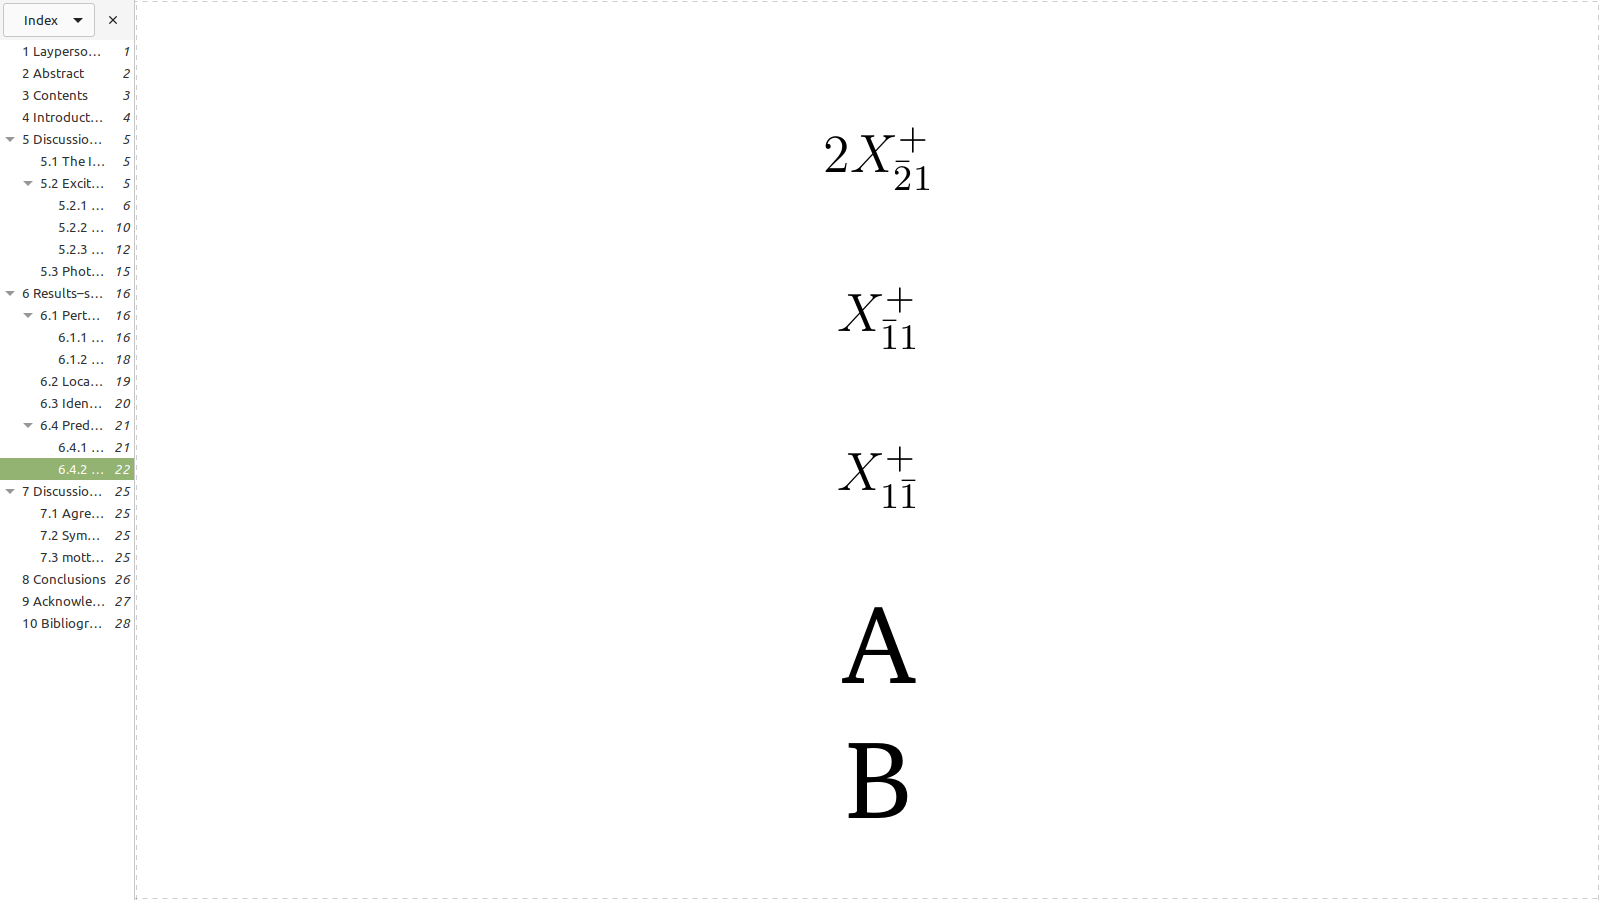 Index
1 Layperso… 1
2 Abstract 2
3 Contents 3
4 Introduct… 4
5 Discussio… 5
5.1 The I… 5
5.2 Excit… 5
5.2.1 … 6
5.2.2 … 10
5.2.3 … 12
5.3 Phot… 15
6 Results–s… 16
6.1 Pert… 16
6.1.1 … 16
6.1.2 … 18
6.2 Loca… 19
6.3 Iden… 20
6.4 Pred… 21
6.4.1 … 21
6.4.2 … 22
7 Discussio… 25
7.1 Agre… 25
7.2 Sym… 25
7.3 mott… 25
8 Conclusions 26
9 Acknowle… 27
10 Bibliogr… 28
$2X^{+}_{\bar{2}1}$
$X^{+}_{\bar{1}1}$
$X^{+}_{1\bar{1}}$
A
B